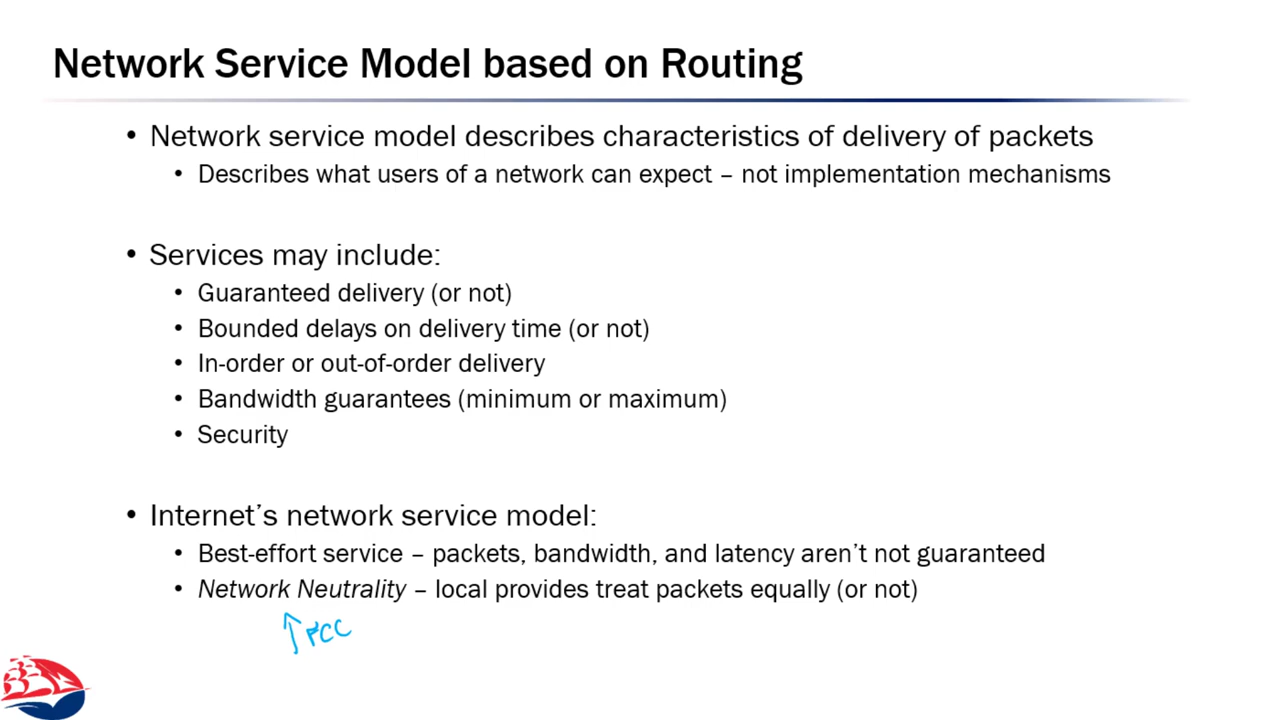 Network Service Model based on Routing
• Network service model describes characteristics of delivery of packets
• Describes what users of a network can expect – not implementation mechanisms
• Services may include:
• Guaranteed delivery (or not)
• Bounded delays on delivery time (or not)
• In-order or out-of-order delivery
• Bandwidth guarantees (minimum or maximum)
• Security
• Internet's network service model:
• Best-effort service – packets, bandwidth, and latency aren't not guaranteed
• Network Neutrality – local provides treat packets equally (or not)
↑ FCC